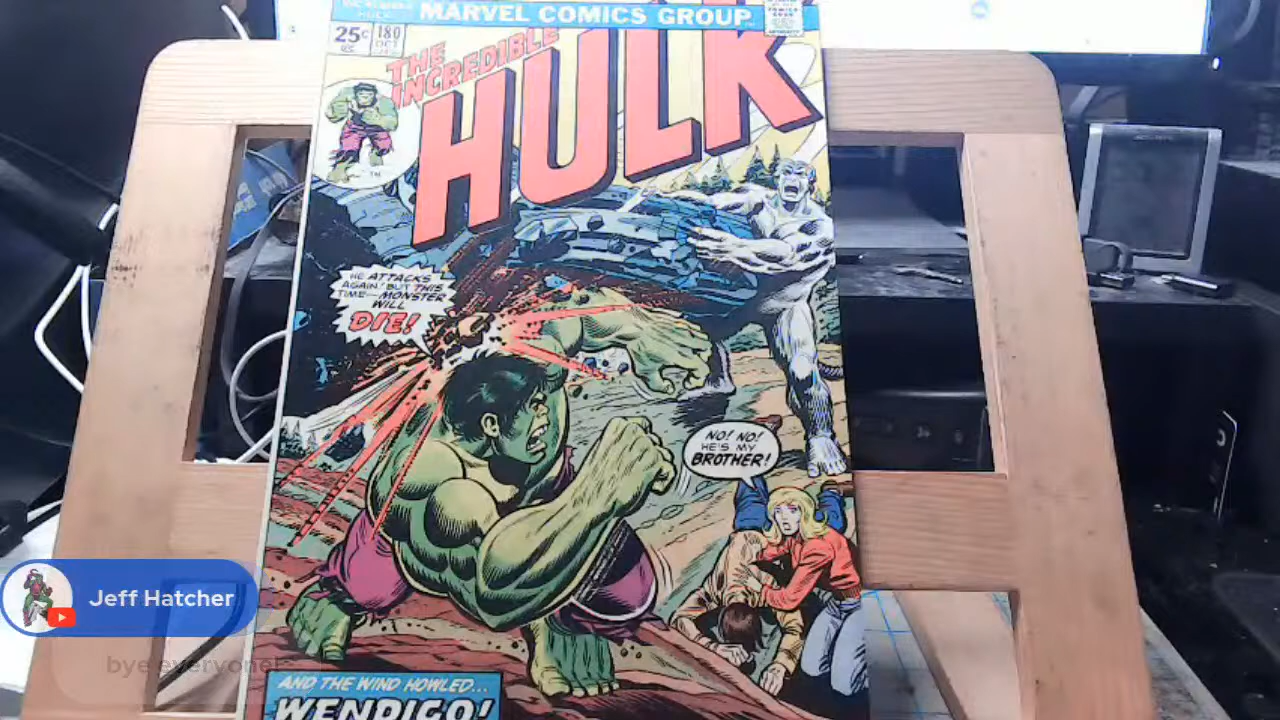 MARVEL COMICS GROUP
25¢
180
OCT
THE
INCREDIBLE
HULK
TM
HE ATTACKS
AGAIN! BUT THIS
TIME—MONSTER
WILL
DIE!
NO! NO!
HE'S MY
BROTHER!
Jeff Hatcher
bye everyone
AND THE WIND HOWLED...
WENDIGO!